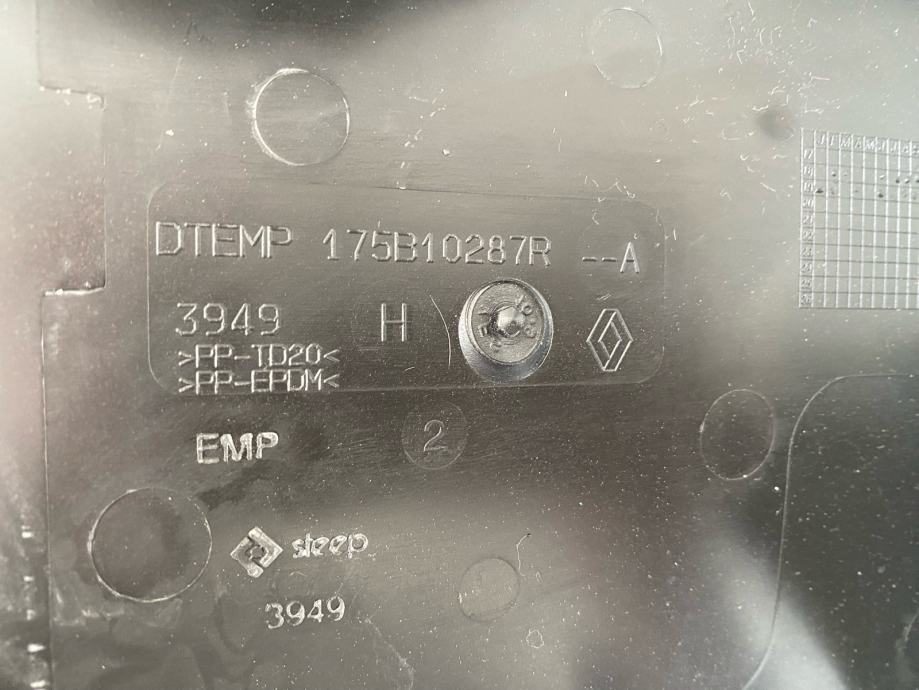 DTEMP 175B10287R --A
3949 H
>PP-TD20<
>PP-EPDM<
EMP 2
steep
3949